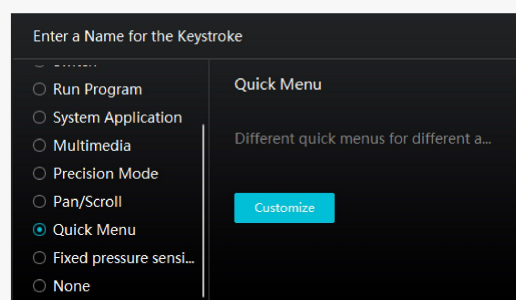 Enter a Name for the Keystroke
Run Program
System Application
Multimedia
Precision Mode
Pan/Scroll
Quick Menu
Fixed pressure sensi...
None
Quick Menu
Different quick menus for different a...
Customize